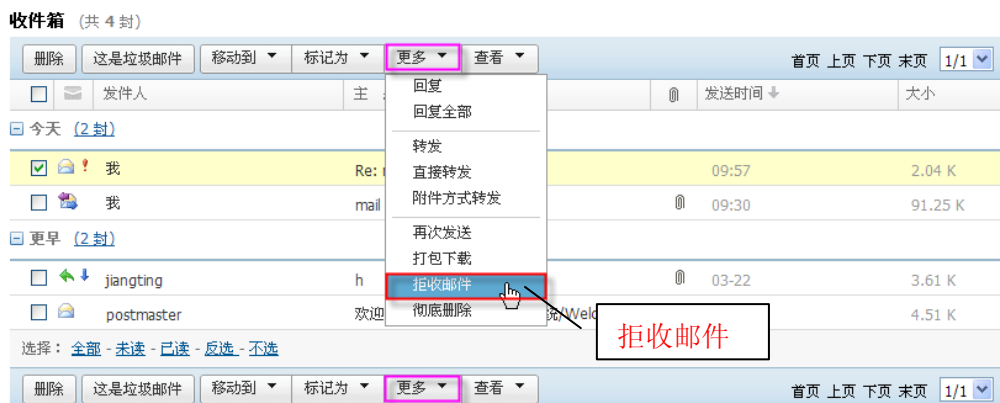 收件箱 (共 4 封)
删除 这是垃圾邮件 移动到 标记为 更多 查看 首页 上页 下页 末页 1/1
发件人 主 发送时间 大小
回复
回复全部
转发
直接转发
附件方式转发
再次发送
打包下载
拒收邮件
彻底删除
今天 (2 封)
我 Re: 09:57 2.04 K
我 mail 09:30 91.25 K
更早 (2 封)
jiangting h 03-22 3.61 K
postmaster 欢迎 统/Welc 4.51 K
拒收邮件
选择： 全部 - 未读 - 已读 - 反选 - 不选
删除 这是垃圾邮件 移动到 标记为 更多 查看 首页 上页 下页 末页 1/1